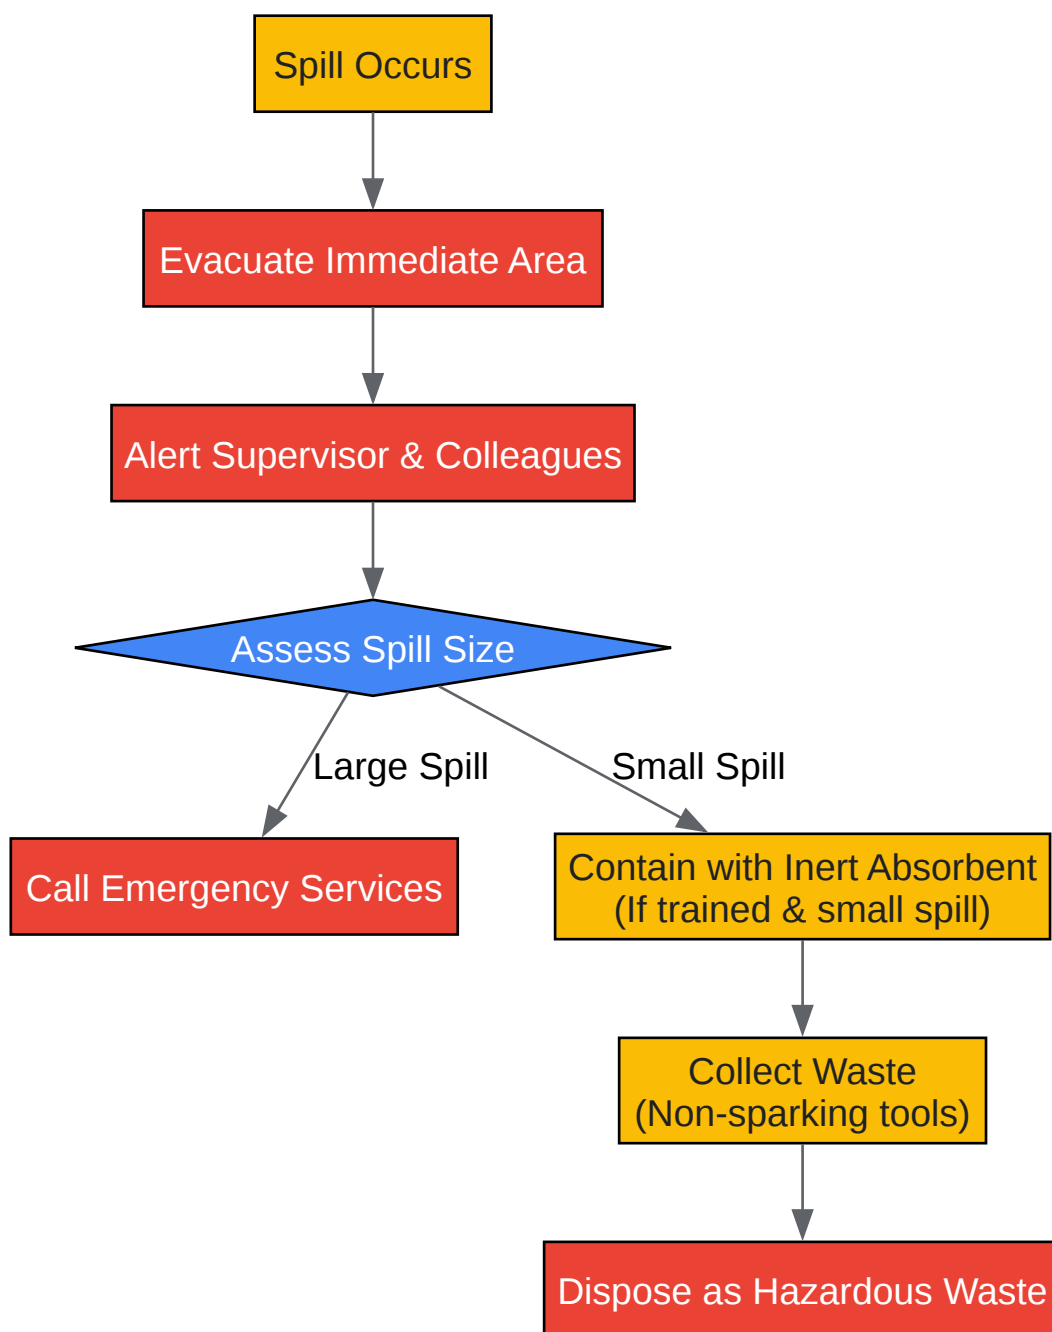 Spill Occurs
Evacuate Immediate Area
Alert Supervisor & Colleagues
Assess Spill Size
Large Spill
Small Spill
Call Emergency Services
Contain with Inert Absorbent
(If trained & small spill)
Collect Waste
(Non-sparking tools)
Dispose as Hazardous Waste